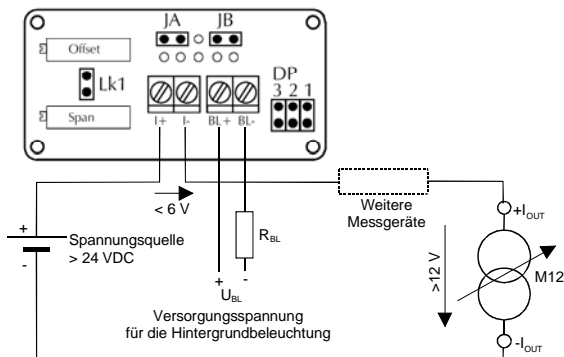 JA JB
Offset
Lk1
Span
DP
3 2 1
I+ I- BL+ BL-
< 6 V
Weitere
Messgeräte
+I_OUT
+
Spannungsquelle
> 24 VDC
-
R_BL
>12 V
M12
+ -
U_BL
Versorgungsspannung
für die Hintergrundbeleuchtung
-I_OUT